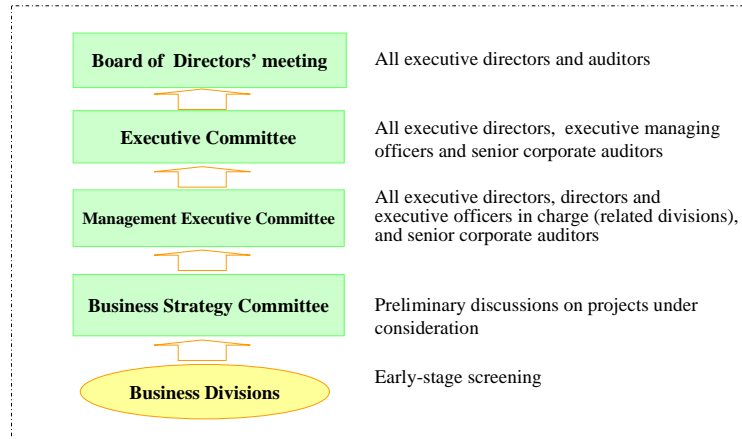 Board of Directors' meeting
All executive directors and auditors
Executive Committee
All executive directors, executive managing
officers and senior corporate auditors
Management Executive Committee
All executive directors, directors and
executive officers in charge (related divisions),
and senior corporate auditors
Business Strategy Committee
Preliminary discussions on projects under
consideration
Business Divisions
Early-stage screening